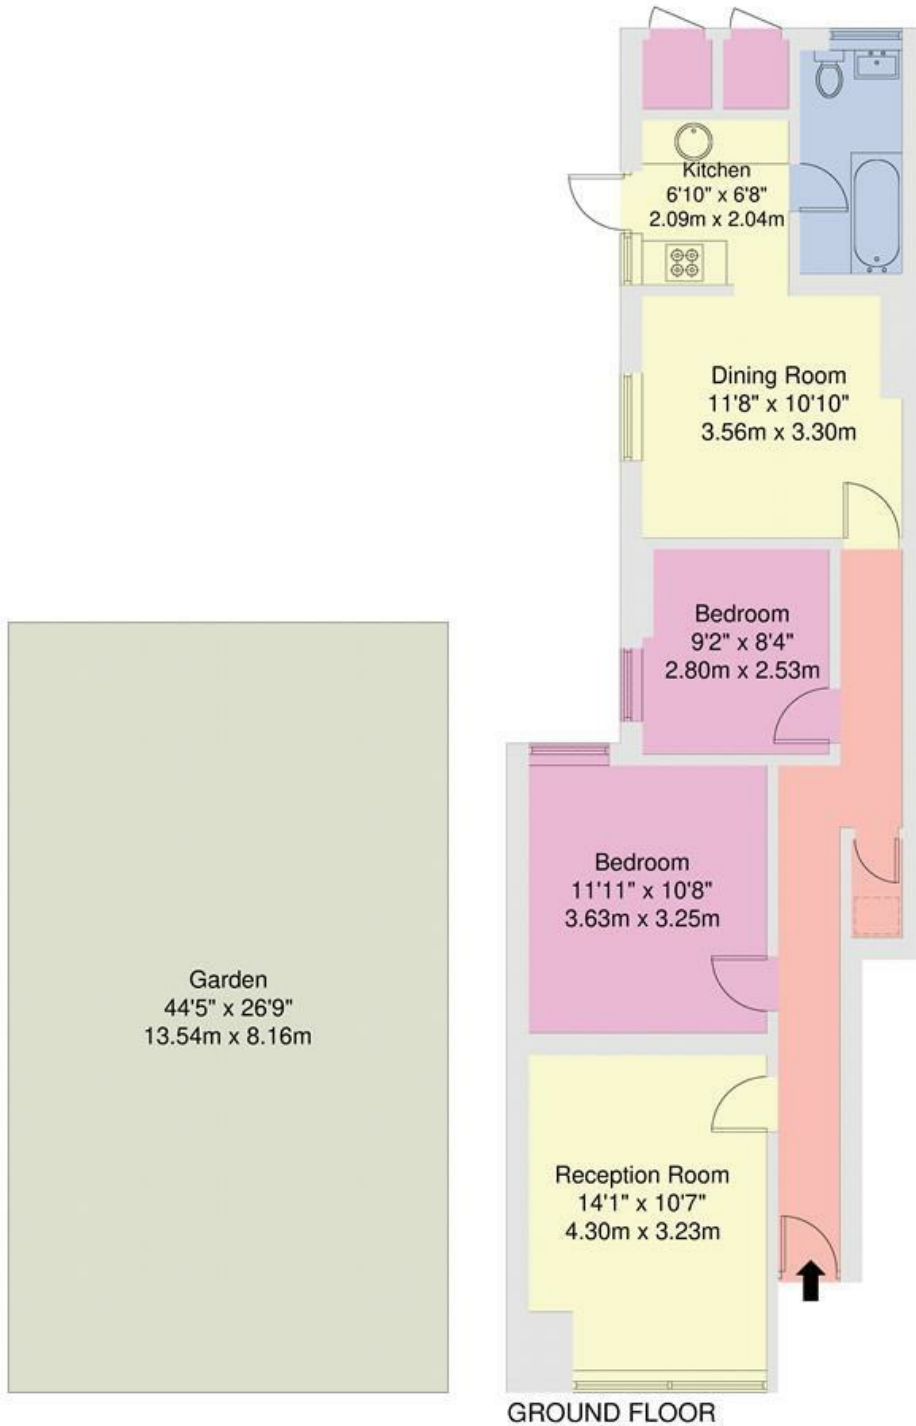 Kitchen
6'10" x 6'8"
2.09m x 2.04m
Dining Room
11'8" x 10'10"
3.56m x 3.30m
Bedroom
9'2" x 8'4"
2.80m x 2.53m
Bedroom
11'11" x 10'8"
3.63m x 3.25m
Garden
44'5" x 26'9"
13.54m x 8.16m
Reception Room
14'1" x 10'7"
4.30m x 3.23m
GROUND FLOOR